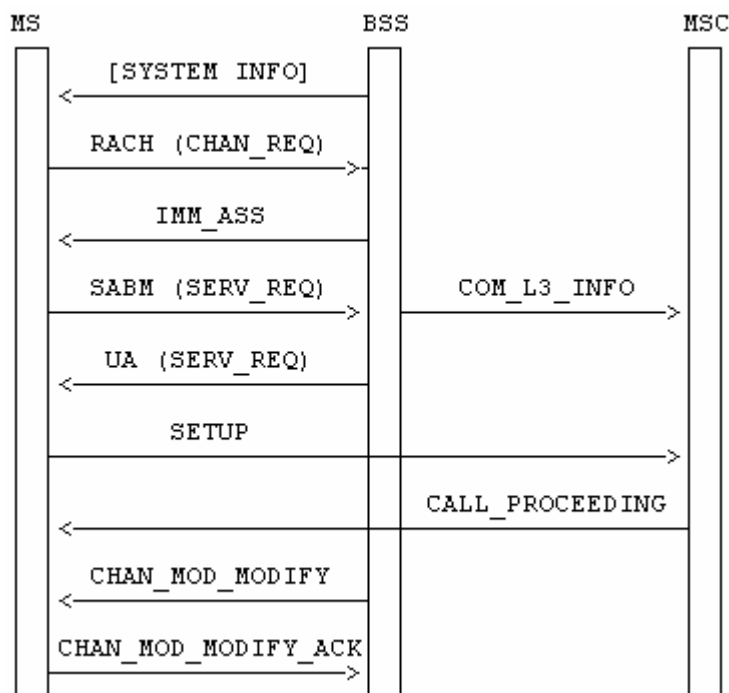 MS BSS MSC
[SYSTEM INFO]
RACH (CHAN_REQ)
IMM_ASS
SABM (SERV_REQ) COM_L3_INFO
UA (SERV_REQ)
SETUP
CALL_PROCEEDING
CHAN_MOD_MODIFY
CHAN_MOD_MODIFY_ACK